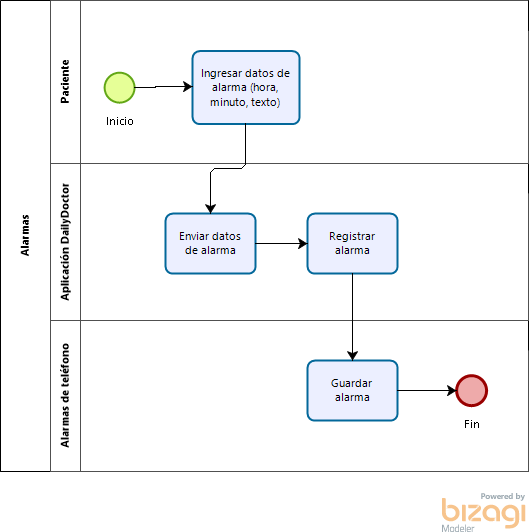 Alarmas
Paciente
Inicio
Ingresar datos de
alarma (hora,
minuto, texto)
Aplicación DailyDoctor
Enviar datos
de alarma
Registrar
alarma
Alarmas de teléfono
Guardar
alarma
Fin
Powered by
bizagi
Modeler